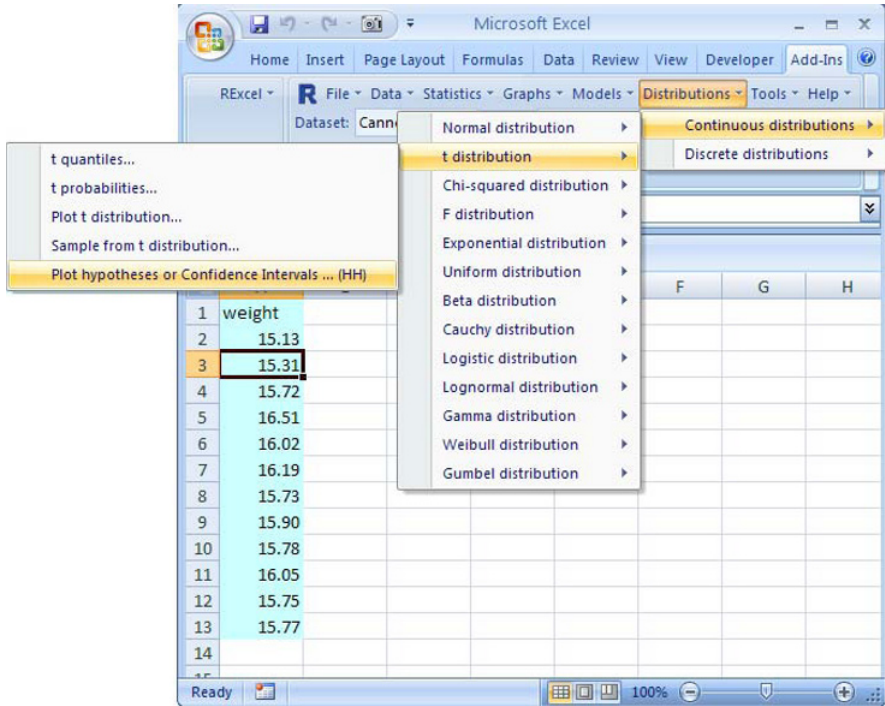 Microsoft Excel
Home Insert Page Layout Formulas Data Review View Developer Add-Ins
RExcel R File Data Statistics Graphs Models Distributions Tools Help
Dataset:
Normal distribution
t distribution
Chi-squared distribution
F distribution
Exponential distribution
Uniform distribution
Beta distribution
Cauchy distribution
Logistic distribution
Lognormal distribution
Gamma distribution
Weibull distribution
Gumbel distribution
Continuous distributions
Discrete distributions
t quantiles...
t probabilities...
Plot t distribution...
Sample from t distribution...
Plot hypotheses or Confidence Intervals ... (HH)
F G H
1 weight
2 15.13
3 15.31
4 15.72
5 16.51
6 16.02
7 16.19
8 15.73
9 15.90
10 15.78
11 16.05
12 15.75
13 15.77
14
Ready 100%